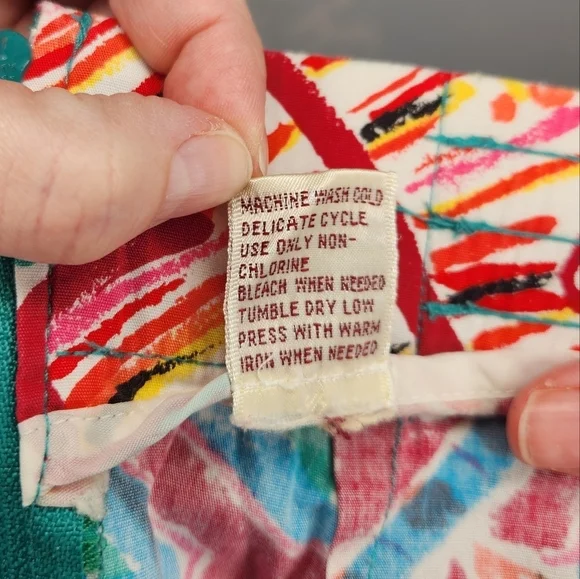 MACHINE WASH COLD
DELICATE CYCLE
USE ONLY NON-
CHLORINE
BLEACH WHEN NEEDED
TUMBLE DRY LOW
PRESS WITH WARM
IRON WHEN NEEDED